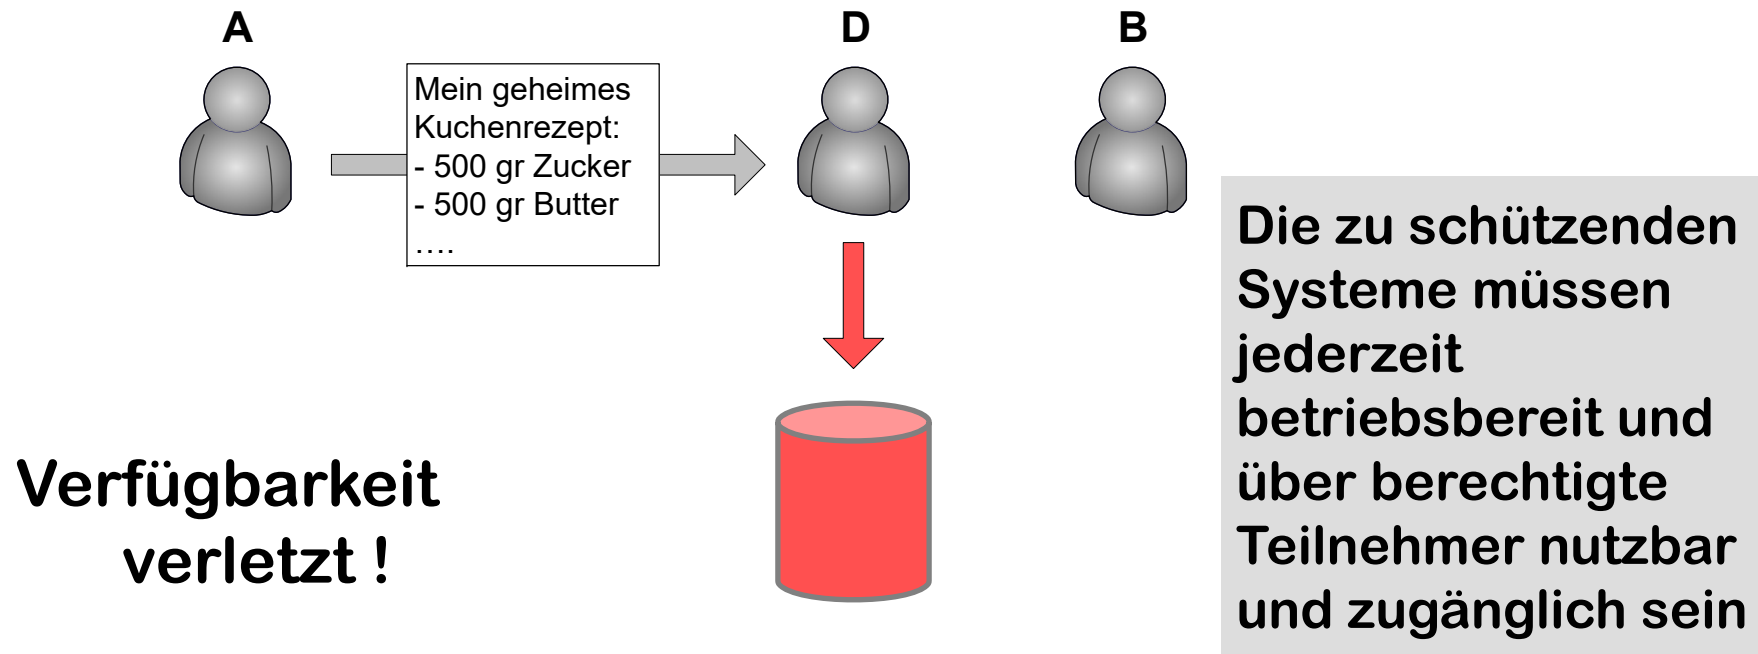 A
D
B
Mein geheimes
Kuchenrezept:
- 500 gr Zucker
- 500 gr Butter
....
Die zu schützenden
Systeme müssen
jederzeit
betriebsbereit und
über berechtigte
Teilnehmer nutzbar
und zugänglich sein
Verfügbarkeit
verletzt !